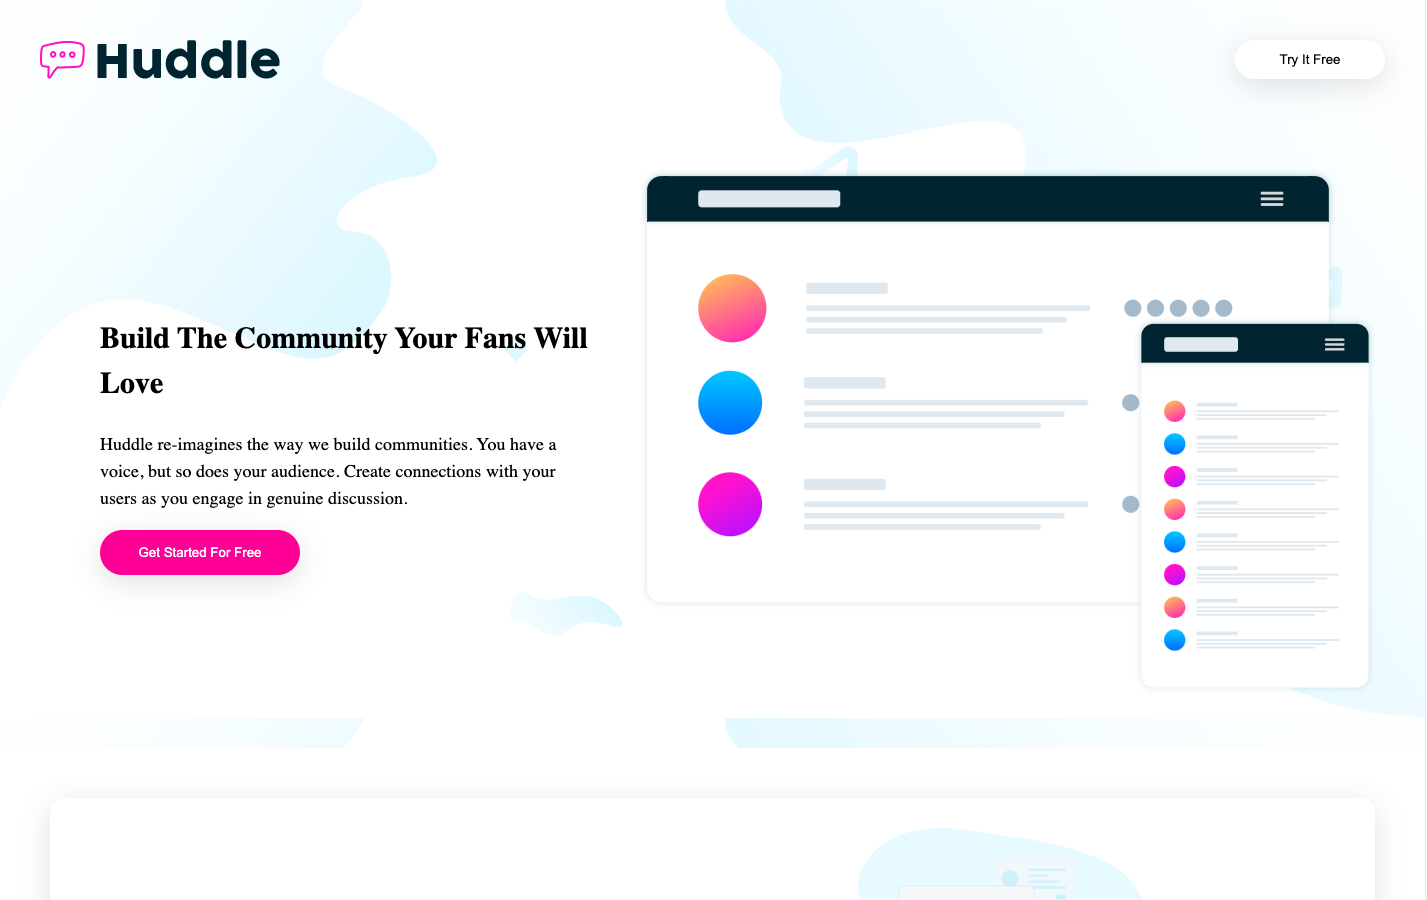 Huddle
Try It Free
Build The Community Your Fans Will
Love
Huddle re-imagines the way we build communities. You have a
voice, but so does your audience. Create connections with your
users as you engage in genuine discussion.
Get Started For Free